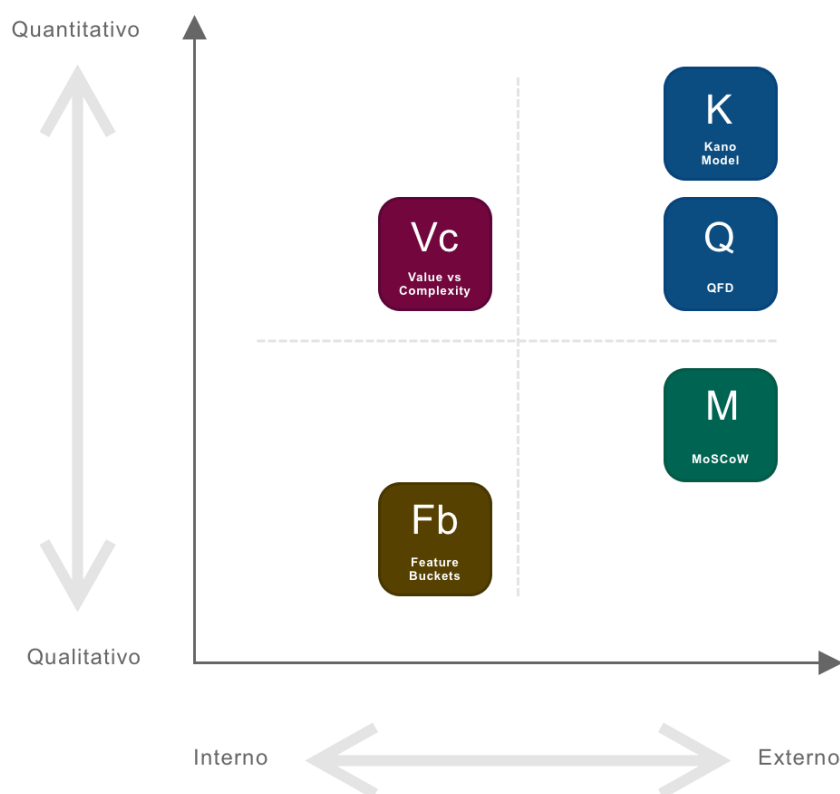 Quantitativo
K
Kano
Model
Vc
Value vs
Complexity
Q
QFD
M
MoSCoW
Fb
Feature
Buckets
Qualitativo
Interno
Externo